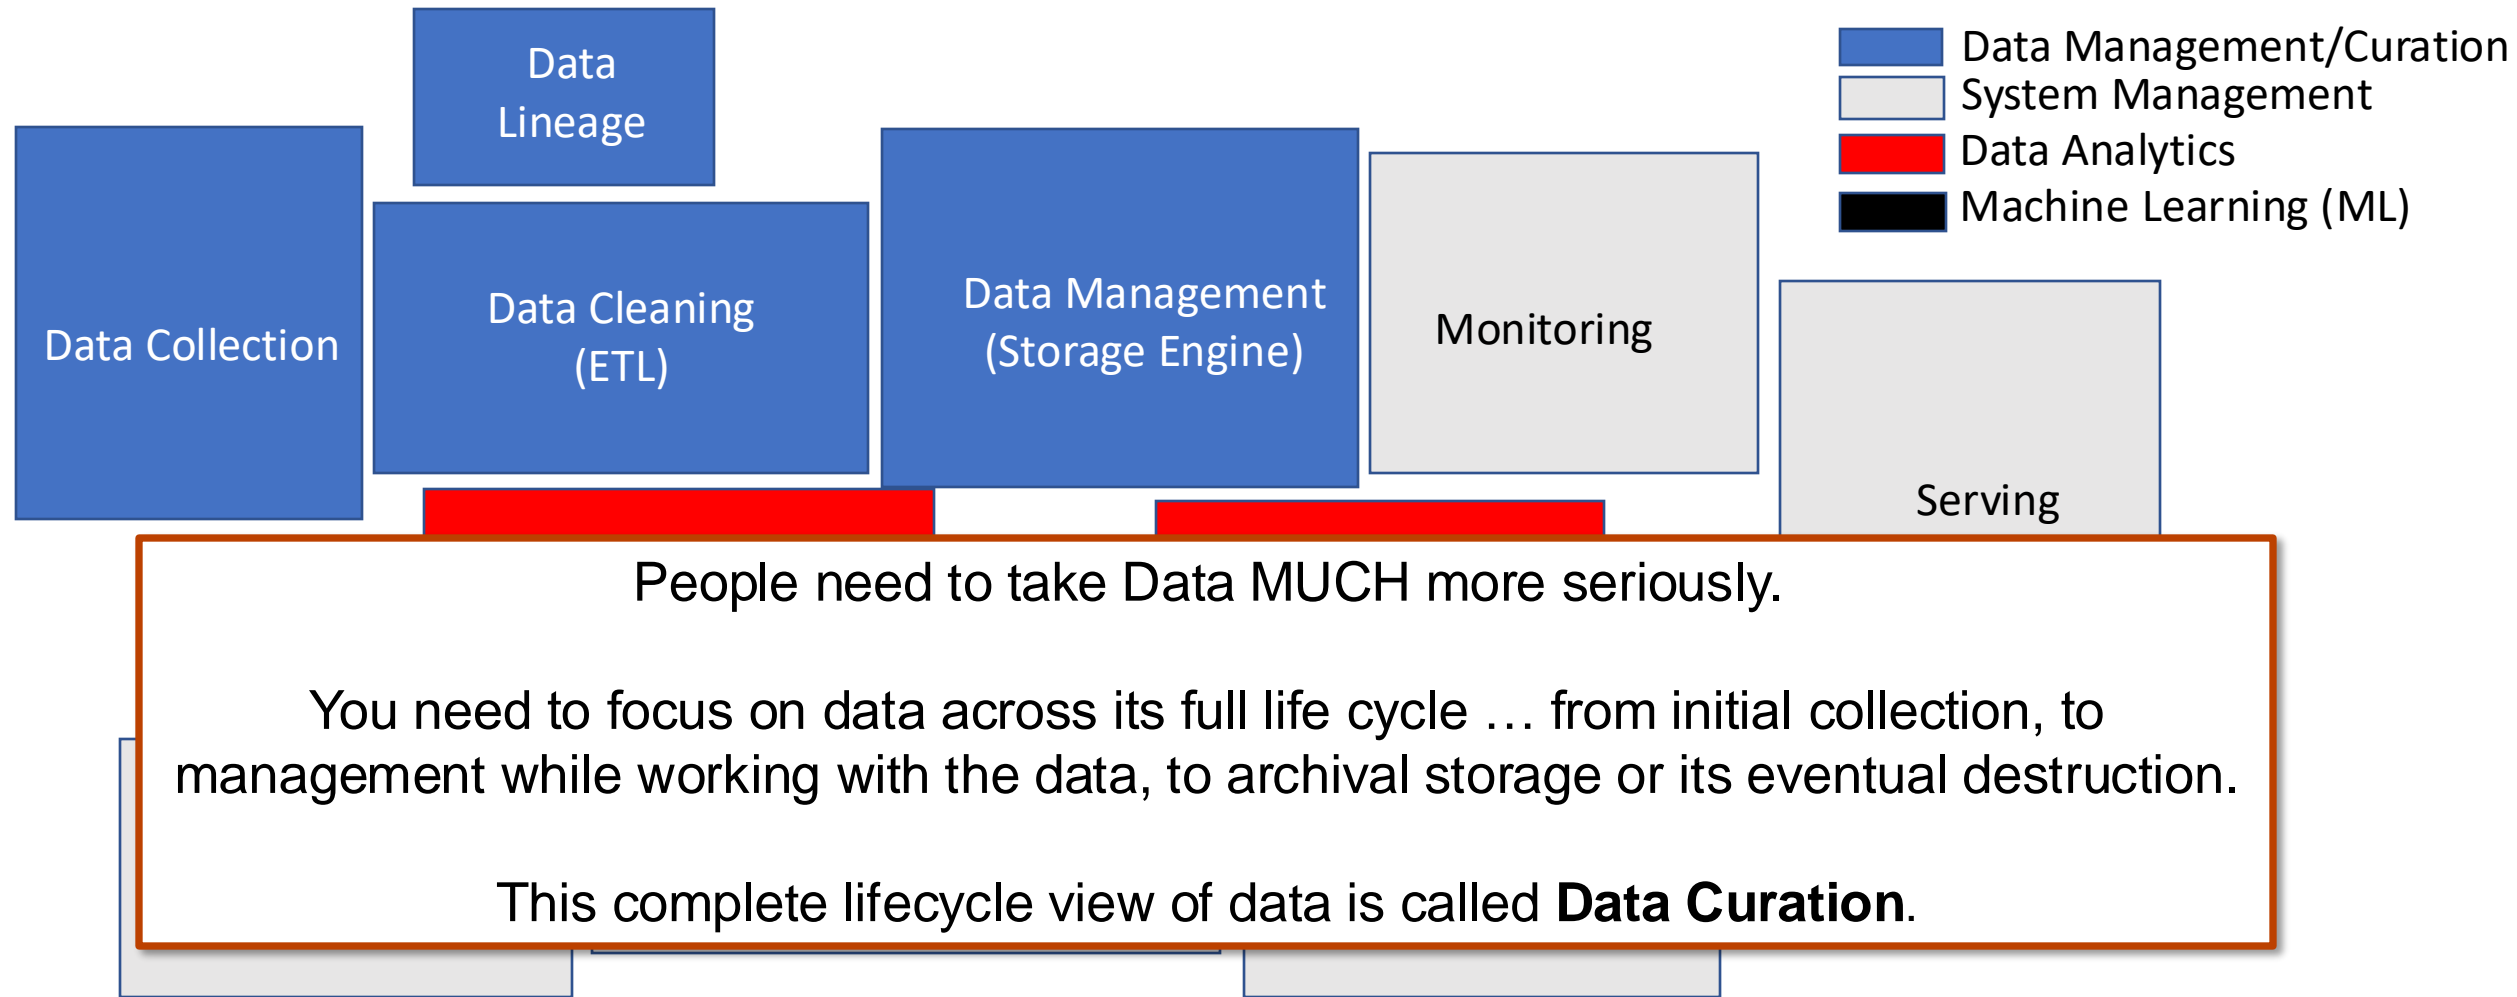 Data
Lineage
Data Management/Curation
System Management
Data Analytics
Machine Learning (ML)
Data Collection
Data Cleaning
(ETL)
Data Management
(Storage Engine)
Monitoring
Serving
People need to take Data MUCH more seriously.
You need to focus on data across its full life cycle … from initial collection, to
management while working with the data, to archival storage or its eventual destruction.
This complete lifecycle view of data is called Data Curation.